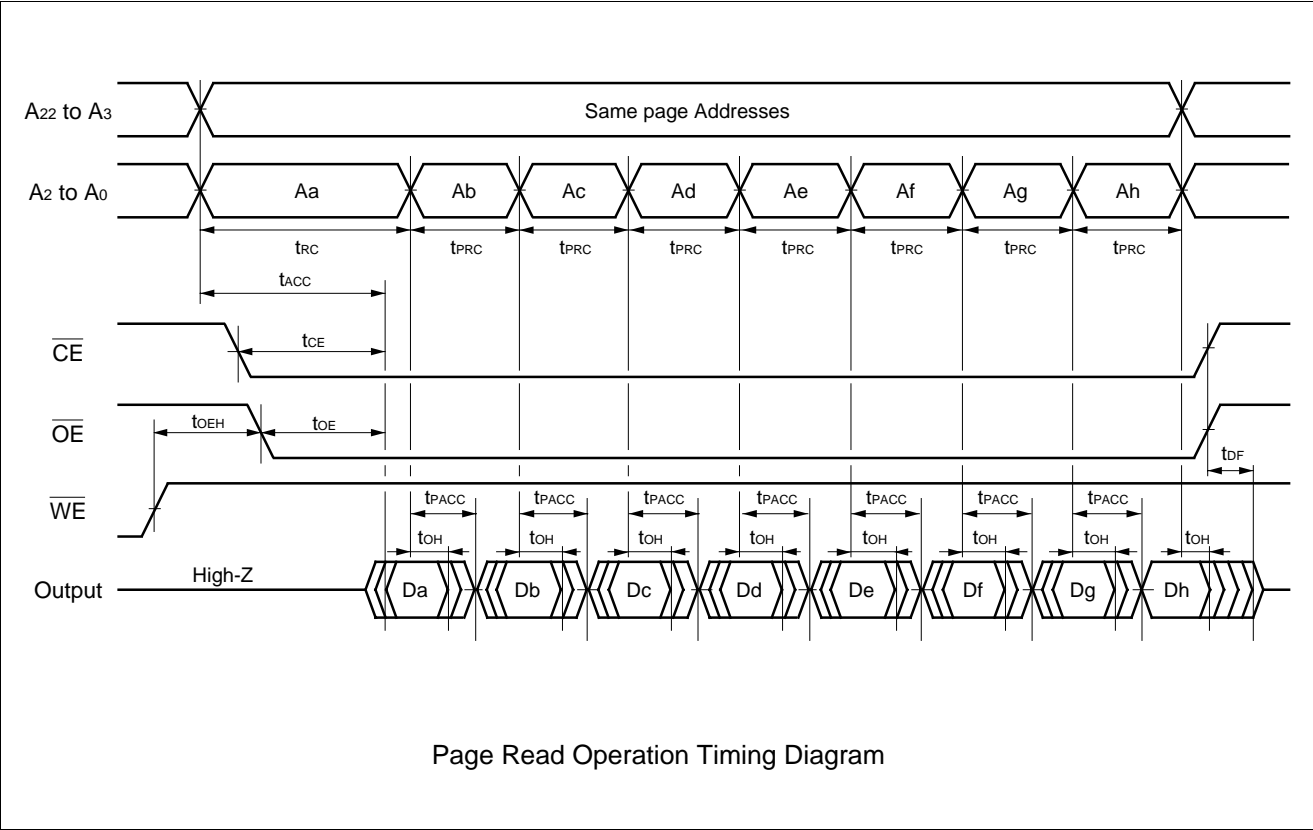 A22 to A3 Same page Addresses
A2 to A0 Aa Ab Ac Ad Ae Af Ag Ah
tRC tPRC tPRC tPRC tPRC tPRC tPRC tPRC
tACC
CE tCE
OE tOEH tOE
tDF
WE tPACC tPACC tPACC tPACC tPACC tPACC tPACC
tOH tOH tOH tOH tOH tOH tOH tOH
Output High-Z Da Db Dc Dd De Df Dg Dh
Page Read Operation Timing Diagram